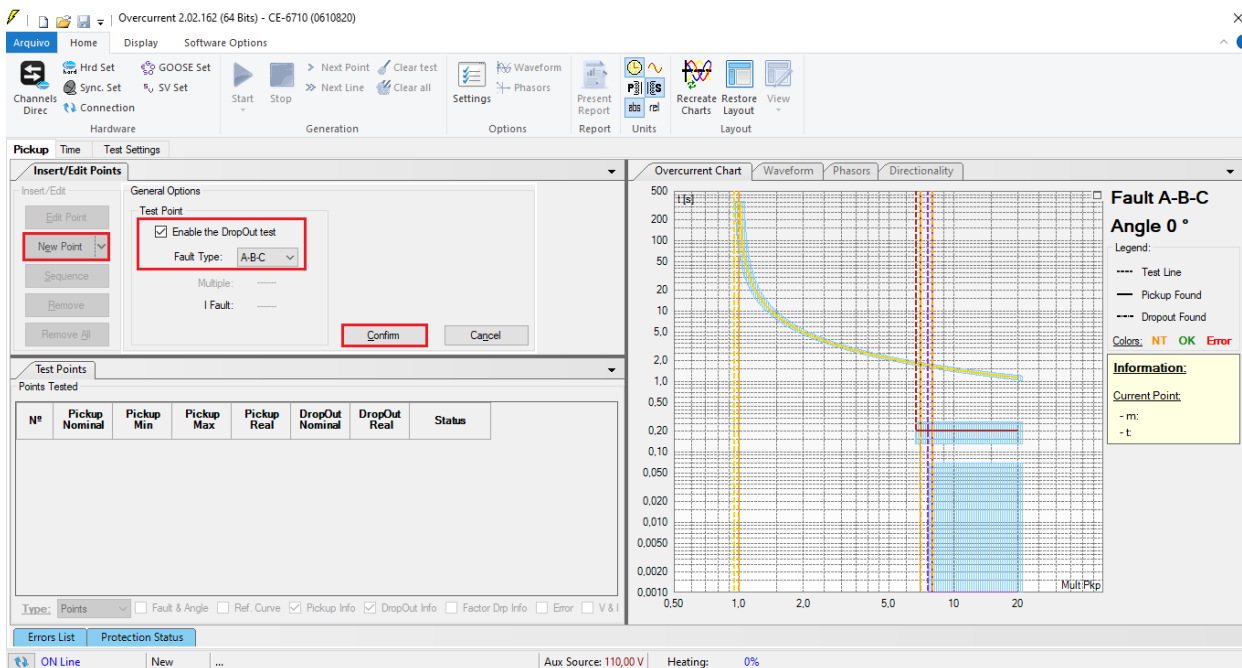 Overcurrent 2.02.162 (64 Bits) - CE-6710 (0610820)
Arquivo Home Display Software Options
Hrd Set GOOSE Set Next Point Clear test Waveform
Sync. Set SV Set Next Line Clear all Phasors
Connection
Channels Direc
Start Stop Settings Present Report
abs rel
Recreate Charts Restore Layout View
Hardware Generation Options Report Units Layout
Pickup Time Test Settings
Insert/Edit Points
Insert/Edit
Edit Point
New Point
Sequence
Remove
Remove All
General Options
Test Point
Enable the DropOut test
Fault Type: A-B-C
Multiple:
I Fault:
Confirm Cancel
Test Points
Points Tested
Nº Pickup Nominal Pickup Min Pickup Max Pickup Real DropOut Nominal DropOut Real Status
Type: Points Fault & Angle Ref. Curve Pickup Info DropOut Info Factor Drp Info Error V & I
Overcurrent Chart Waveform Phasors Directionality
t [s]
500
200
100
50
20
10
5,0
2,0
1,0
0,50
0,20
0,10
0,050
0,020
0,010
0,0050
0,0020
0,0010
Mult Pkp
0,50 1,0 2,0 5,0 10 20
Fault A-B-C
Angle 0 °
Legend:
Test Line
Pickup Found
Dropout Found
Colors: NT OK Error
Information:
Current Point:
- m:
- t:
Errors List Protection Status
ON Line New ... Aux Source: 110,00 V Heating: 0%